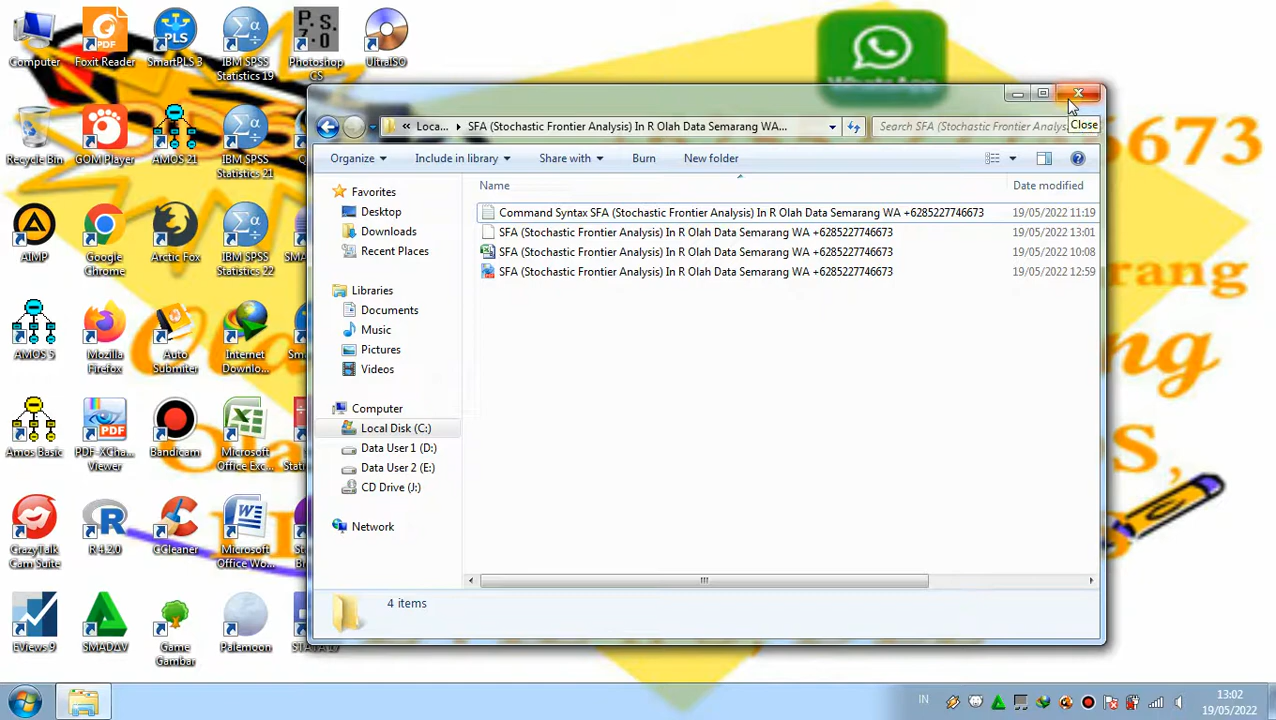 Computer
Foxit Reader
SmartPLS 3
IBM SPSS Statistics 19
Photoshop CS
UltraISO
WhatsApp
Recycle Bin
GOM Player
AMOS 21
IBM SPSS Statistics 21
AIMP
Google Chrome
Arctic Fox
IBM SPSS Statistics 22
AMOS 5
Mozilla Firefox
Auto Submiter
Internet Downlo...
Amos Basic
PDF-XCha... Viewer
Bandicam
Microsoft Office Exc...
CrazyTalk Cam Suite
R 4.2.0
CCleaner
Microsoft Office Wo...
EViews 9
SMADΔV
Game Gambar
Palemoon
« Loca... SFA (Stochastic Frontier Analysis) In R Olah Data Semarang WA...
Search SFA (Stochastic Frontier Analys
Close
5673
Organize Include in library Share with Burn New folder
Name Date modified
Favorites
Desktop
Downloads
Recent Places
Libraries
Documents
Music
Pictures
Videos
Computer
Local Disk (C:)
Data User 1 (D:)
Data User 2 (E:)
CD Drive (J:)
Network
Command Syntax SFA (Stochastic Frontier Analysis) In R Olah Data Semarang WA +6285227746673 19/05/2022 11:19
SFA (Stochastic Frontier Analysis) In R Olah Data Semarang WA +6285227746673 19/05/2022 13:01
SFA (Stochastic Frontier Analysis) In R Olah Data Semarang WA +6285227746673 19/05/2022 10:08
SFA (Stochastic Frontier Analysis) In R Olah Data Semarang WA +6285227746673 19/05/2022 12:59
4 items
IN
13:02
19/05/2022